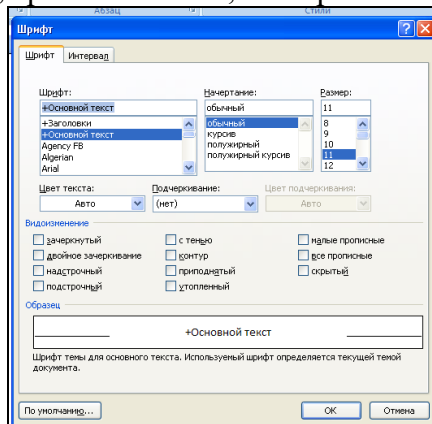 Абзац Стили
Шрифт
Шрифт Интервал
Шрифт: Начертание: Размер:
+Основной текст обычный 11
+Заголовки обычный 8
+Основной текст курсив 9
Agency FB полужирный 10
Algerian полужирный курсив 11
Arial 12
Цвет текста: Подчеркивание: Цвет подчеркивания:
Авто (нет) Авто
Видоизменение
зачеркнутый с тенью малые прописные
двойное зачеркивание контур все прописные
надстрочный приподнятый скрытый
подстрочный утопленный
Образец
+Основной текст
Шрифт темы для основного текста. Используемый шрифт определяется текущей темой
документа.
По умолчанию... ОК Отмена